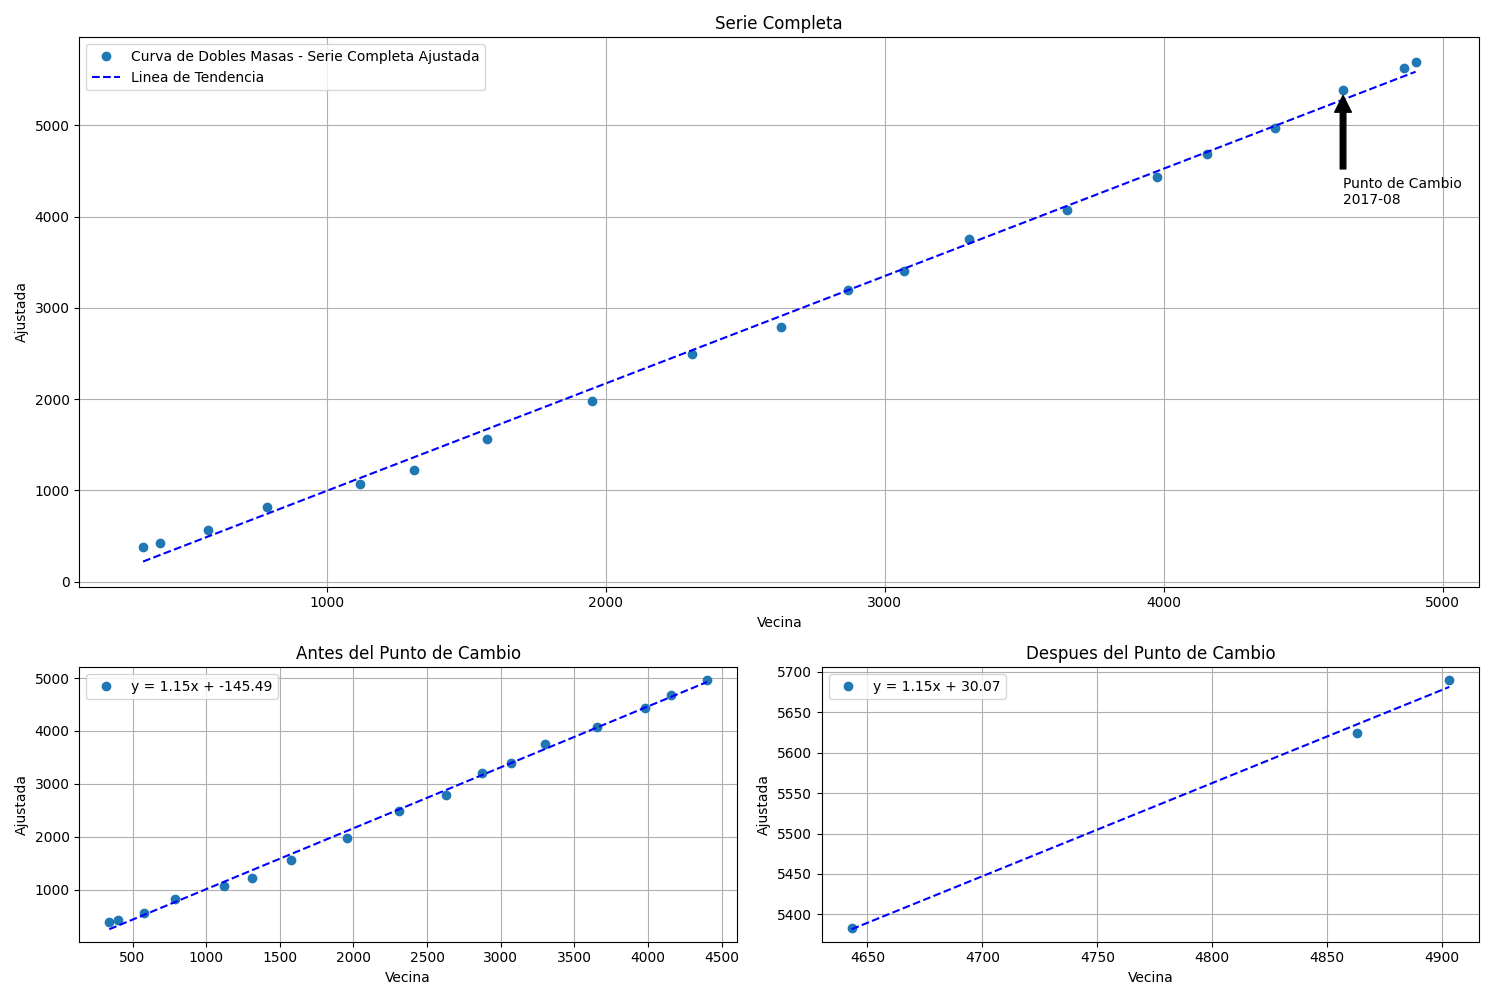 Serie Completa
Curva de Dobles Masas - Serie Completa Ajustada
Linea de Tendencia
Ajustada
5000
4000
3000
2000
1000
0
Punto de Cambio
2017-08
1000 2000 3000 4000 5000
Vecina
Antes del Punto de Cambio
y = 1.15x + -145.49
Ajustada
5000
4000
3000
2000
1000
500 1000 1500 2000 2500 3000 3500 4000 4500
Vecina
Despues del Punto de Cambio
y = 1.15x + 30.07
Ajustada
5700
5650
5600
5550
5500
5450
5400
4650 4700 4750 4800 4850 4900
Vecina